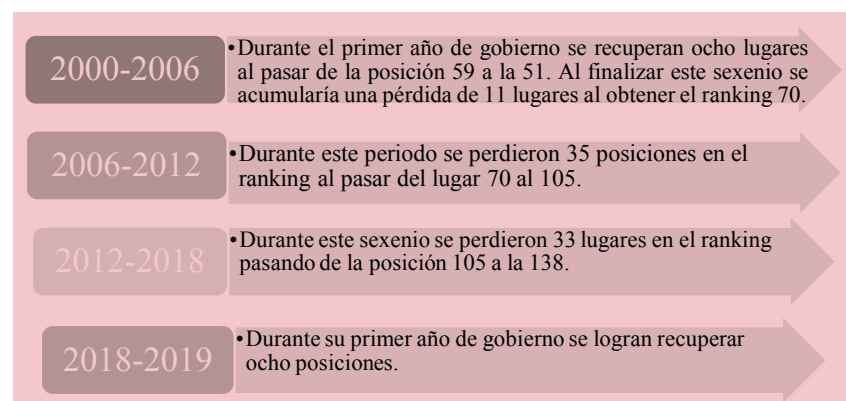 2000-2006
•Durante el primer año de gobierno se recuperan ocho lugares
al pasar de la posición 59 a la 51. Al finalizar este sexenio se
acumularía una pérdida de 11 lugares al obtener el ranking 70.
2006-2012
•Durante este periodo se perdieron 35 posiciones en el
ranking al pasar del lugar 70 al 105.
2012-2018
•Durante este sexenio se perdieron 33 lugares en el ranking
pasando de la posición 105 a la 138.
2018-2019
•Durante su primer año de gobierno se logran recuperar
ocho posiciones.